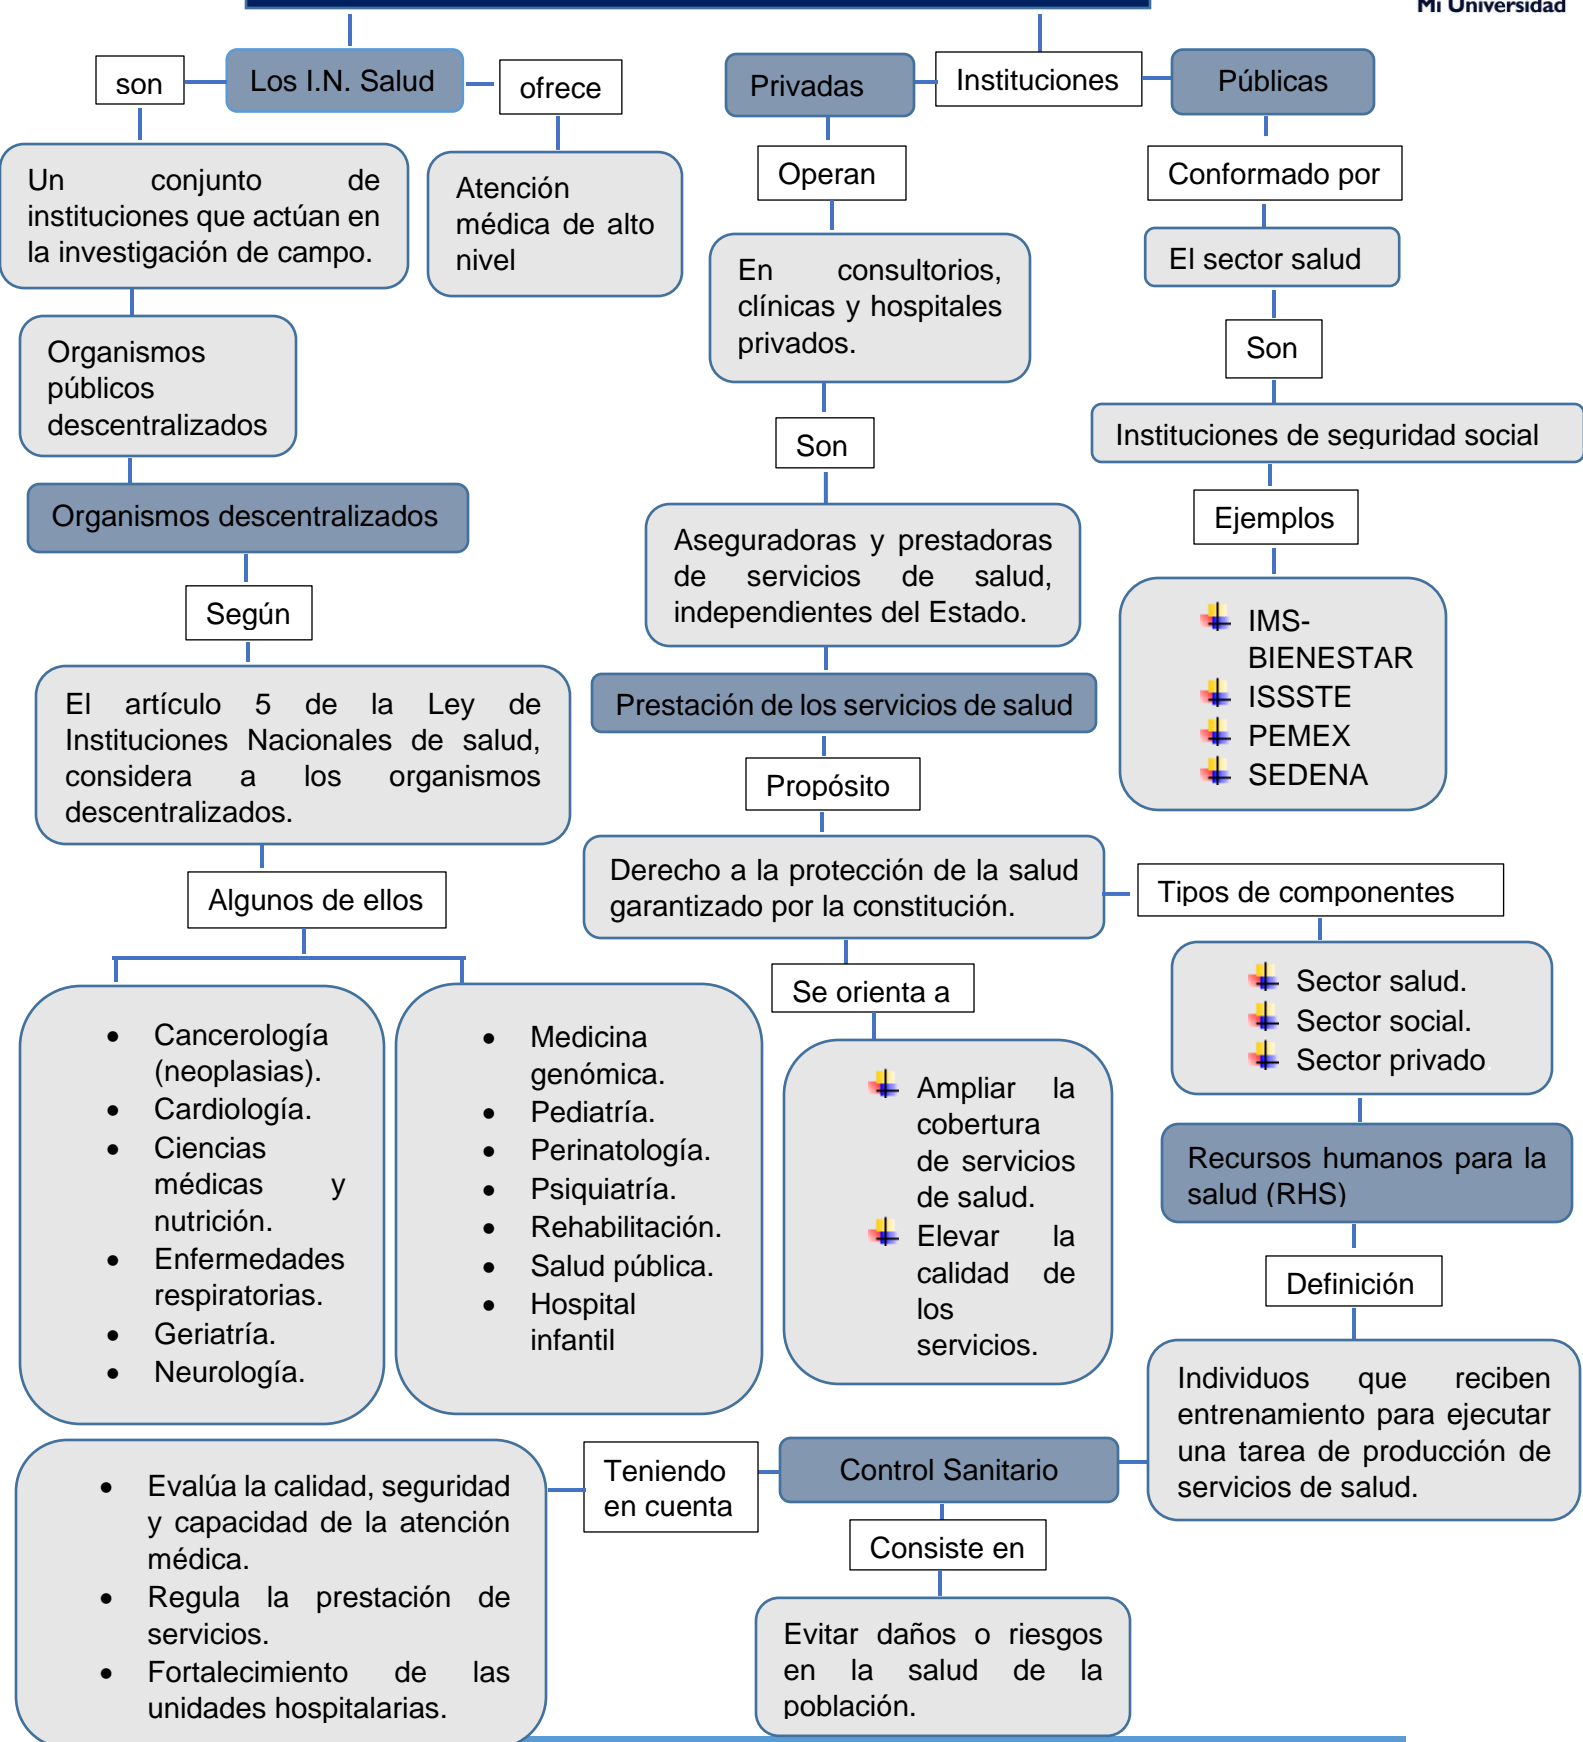 Mi Universidad
son
Los I.N. Salud
ofrece
Privadas
Instituciones
Públicas
Un conjunto de
instituciones que actúan en
la investigación de campo.
Atención
médica de alto
nivel
Operan
Conformado por
En consultorios,
clínicas y hospitales
privados.
El sector salud
Organismos
públicos
descentralizados
Son
Son
Instituciones de seguridad social
Organismos descentralizados
Aseguradoras y prestadoras
de servicios de salud,
independientes del Estado.
Ejemplos
Según
IMS-
BIENESTAR
ISSSTE
PEMEX
SEDENA
El artículo 5 de la Ley de
Instituciones Nacionales de salud,
considera a los organismos
descentralizados.
Prestación de los servicios de salud
Propósito
Algunos de ellos
Derecho a la protección de la salud
garantizado por la constitución.
Tipos de componentes
Se orienta a
Sector salud.
Sector social.
Sector privado.
Cancerología
(neoplasias).
Cardiología.
Ciencias
médicas y
nutrición.
Enfermedades
respiratorias.
Geriatría.
Neurología.
Medicina
genómica.
Pediatría.
Perinatología.
Psiquiatría.
Rehabilitación.
Salud pública.
Hospital
infantil
Ampliar la
cobertura
de servicios
de salud.
Elevar la
calidad de
los
servicios.
Recursos humanos para la
salud (RHS)
Definición
Individuos que reciben
entrenamiento para ejecutar
una tarea de producción de
servicios de salud.
Evalúa la calidad, seguridad
y capacidad de la atención
médica.
Regula la prestación de
servicios.
Fortalecimiento de las
unidades hospitalarias.
Teniendo
en cuenta
Control Sanitario
Consiste en
Evitar daños o riesgos
en la salud de la
población.